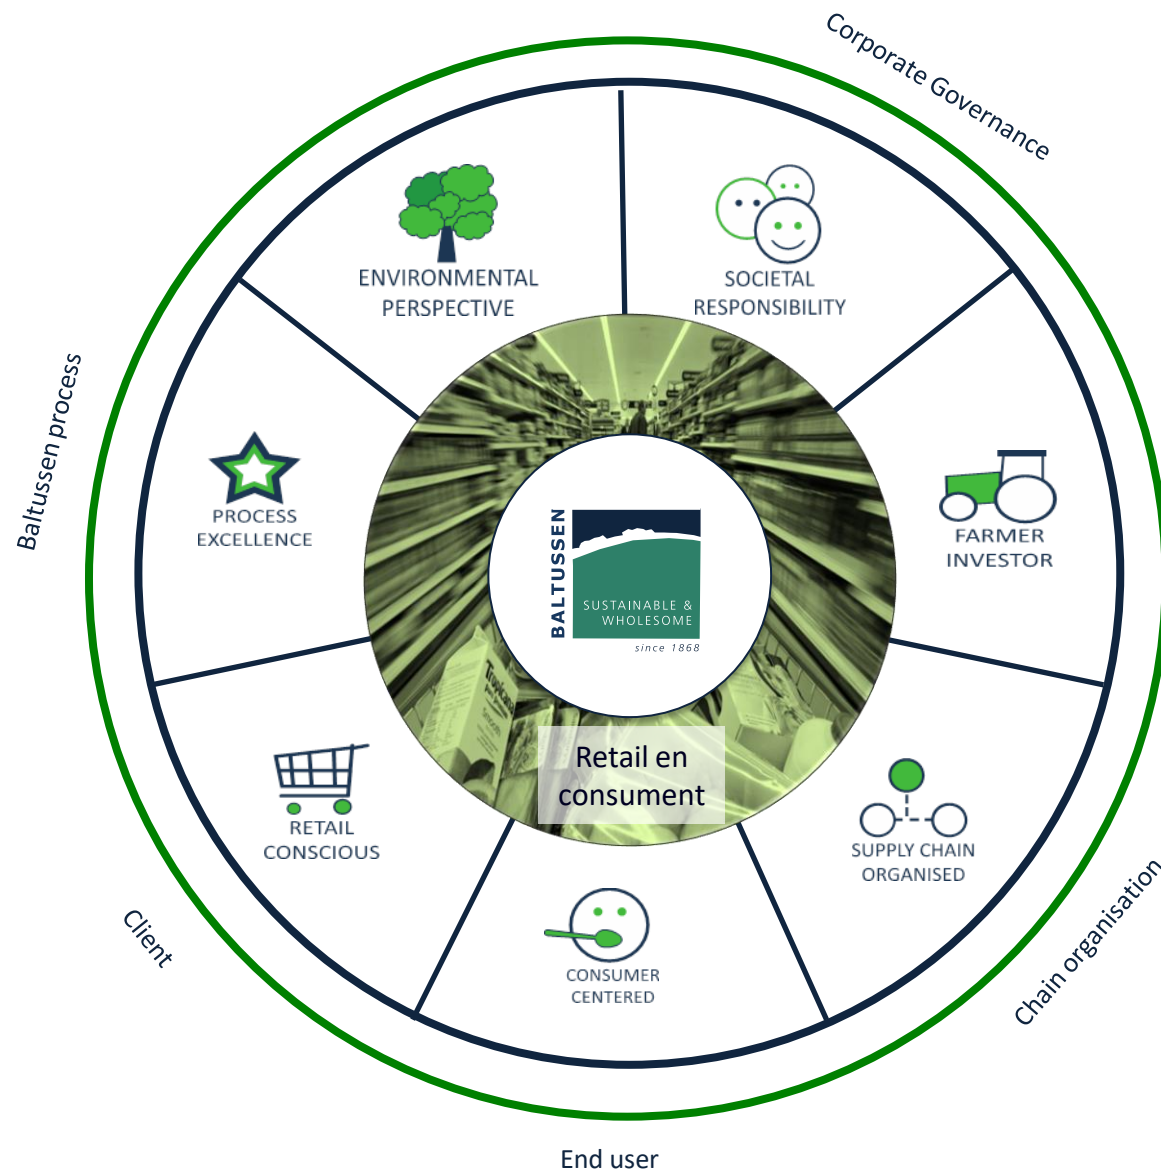 Corporate Governance
ENVIRONMENTAL
PERSPECTIVE
SOCIETAL
RESPONSIBILITY
Baltussen process
PROCESS
EXCELLENCE
FARMER
INVESTOR
BALTUSSEN
SUSTAINABLE &
WHOLESOME
since 1868
Tropicana
Retail en
consument
RETAIL
CONSCIOUS
SUPPLY CHAIN
ORGANISED
Client
Chain organisation
CONSUMER
CENTERED
End user